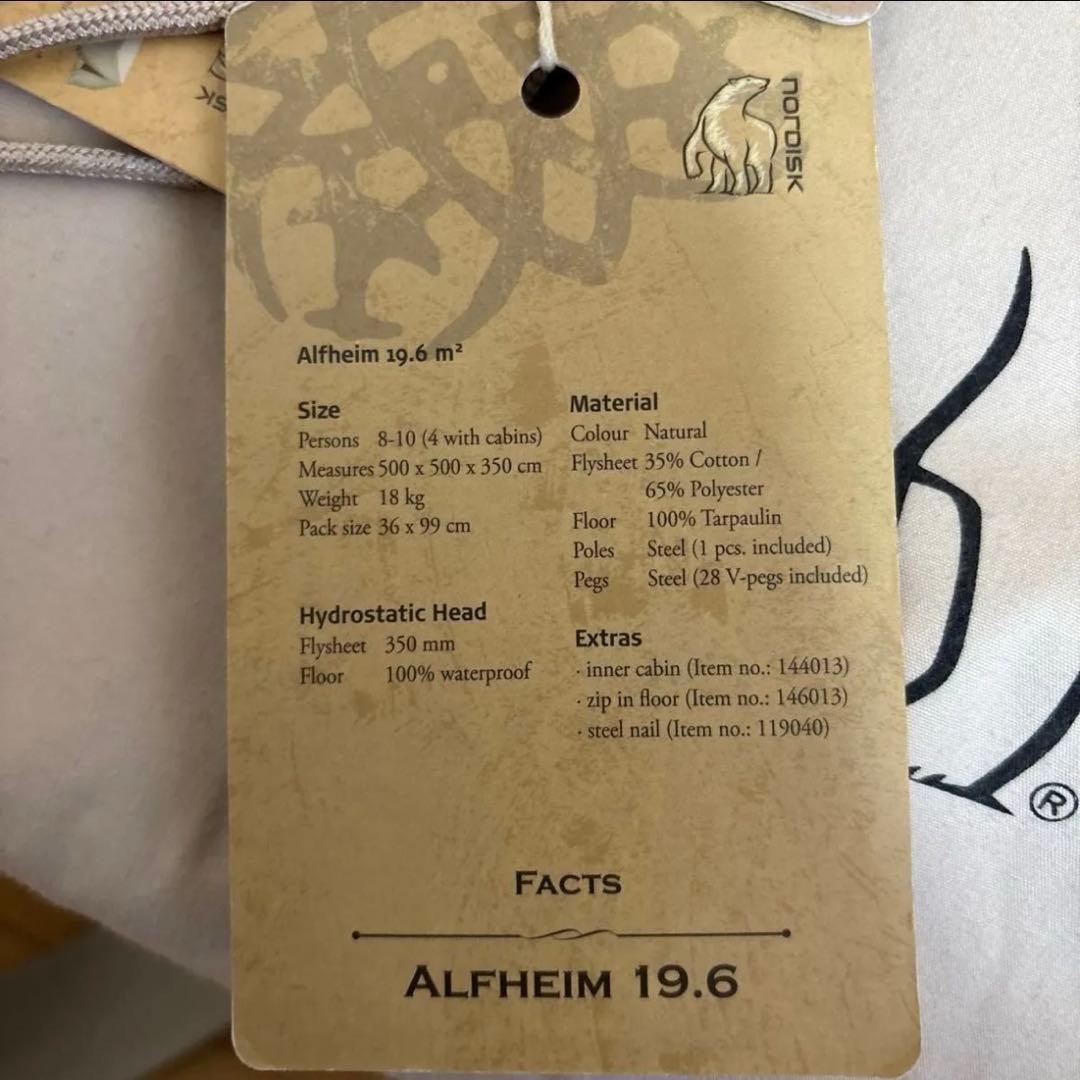 NORDISK
SK
Alfheim 19.6 m²
Size
Persons 8-10 (4 with cabins)
Measures 500 x 500 x 350 cm
Weight 18 kg
Pack size 36 x 99 cm
Hydrostatic Head
Flysheet 350 mm
Floor 100% waterproof
Material
Colour Natural
Flysheet 35% Cotton /
65% Polyester
Floor 100% Tarpaulin
Poles Steel (1 pcs. included)
Pegs Steel (28 V-pegs included)
Extras
· inner cabin (Item no.: 144013)
· zip in floor (Item no.: 146013)
· steel nail (Item no.: 119040)
®
FACTS
ALFHEIM 19.6